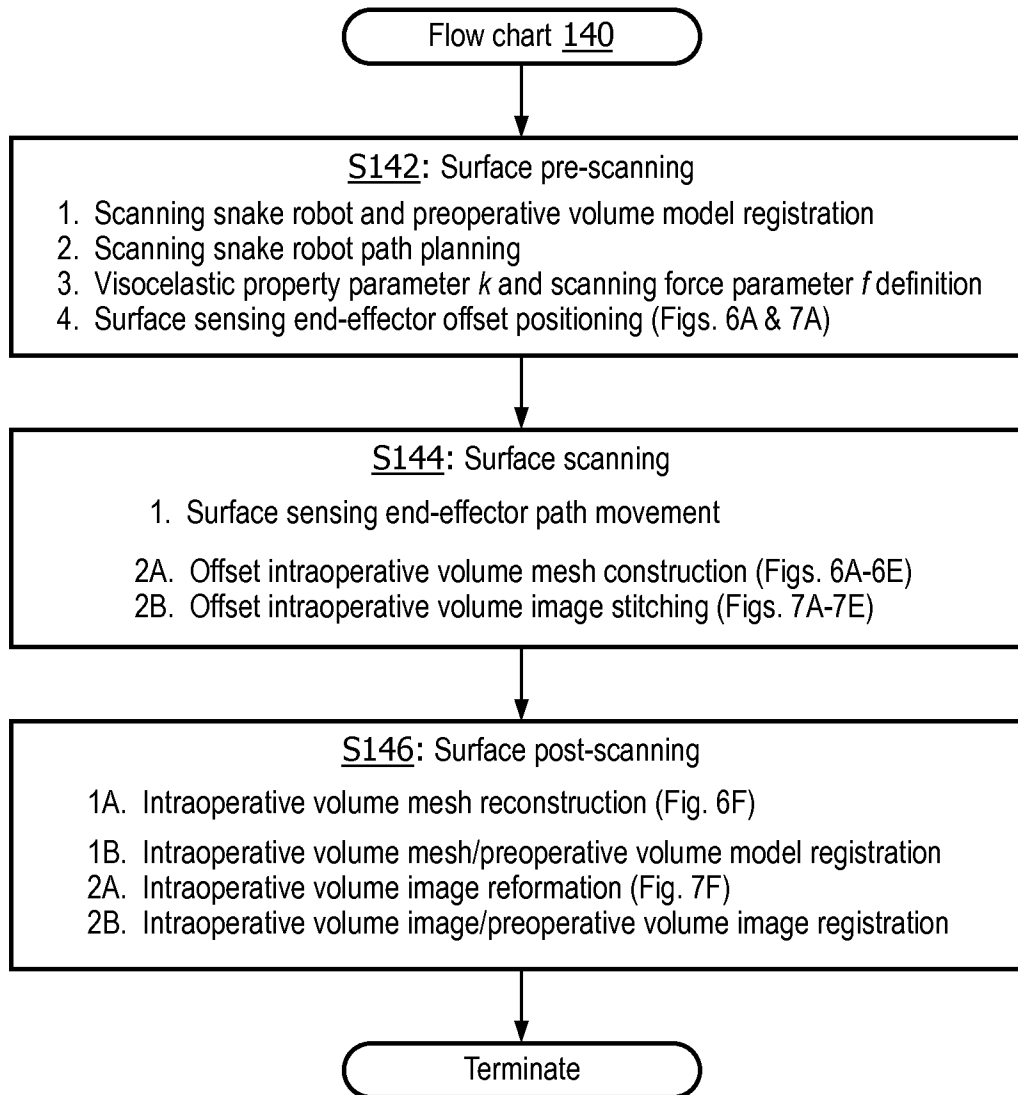 Flow chart 140
S142: Surface pre-scanning
1. Scanning snake robot and preoperative volume model registration
2. Scanning snake robot path planning
3. Visocelastic property parameter k and scanning force parameter f definition
4. Surface sensing end-effector offset positioning (Figs. 6A & 7A)
S144: Surface scanning
1. Surface sensing end-effector path movement
2A. Offset intraoperative volume mesh construction (Figs. 6A-6E)
2B. Offset intraoperative volume image stitching (Figs. 7A-7E)
S146: Surface post-scanning
1A. Intraoperative volume mesh reconstruction (Fig. 6F)
1B. Intraoperative volume mesh/preoperative volume model registration
2A. Intraoperative volume image reformation (Fig. 7F)
2B. Intraoperative volume image/preoperative volume image registration
Terminate